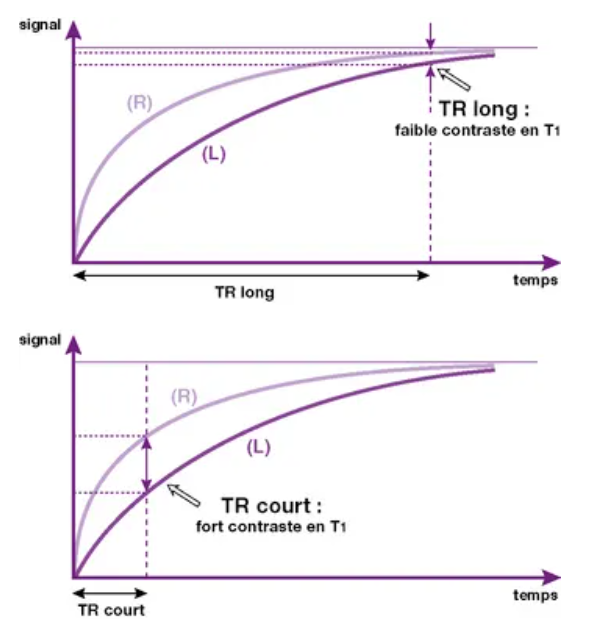 signal
(R)
(L)
TR long :
faible contraste en T1
temps
TR long
signal
(R)
(L)
TR court :
fort contraste en T1
temps
TR court